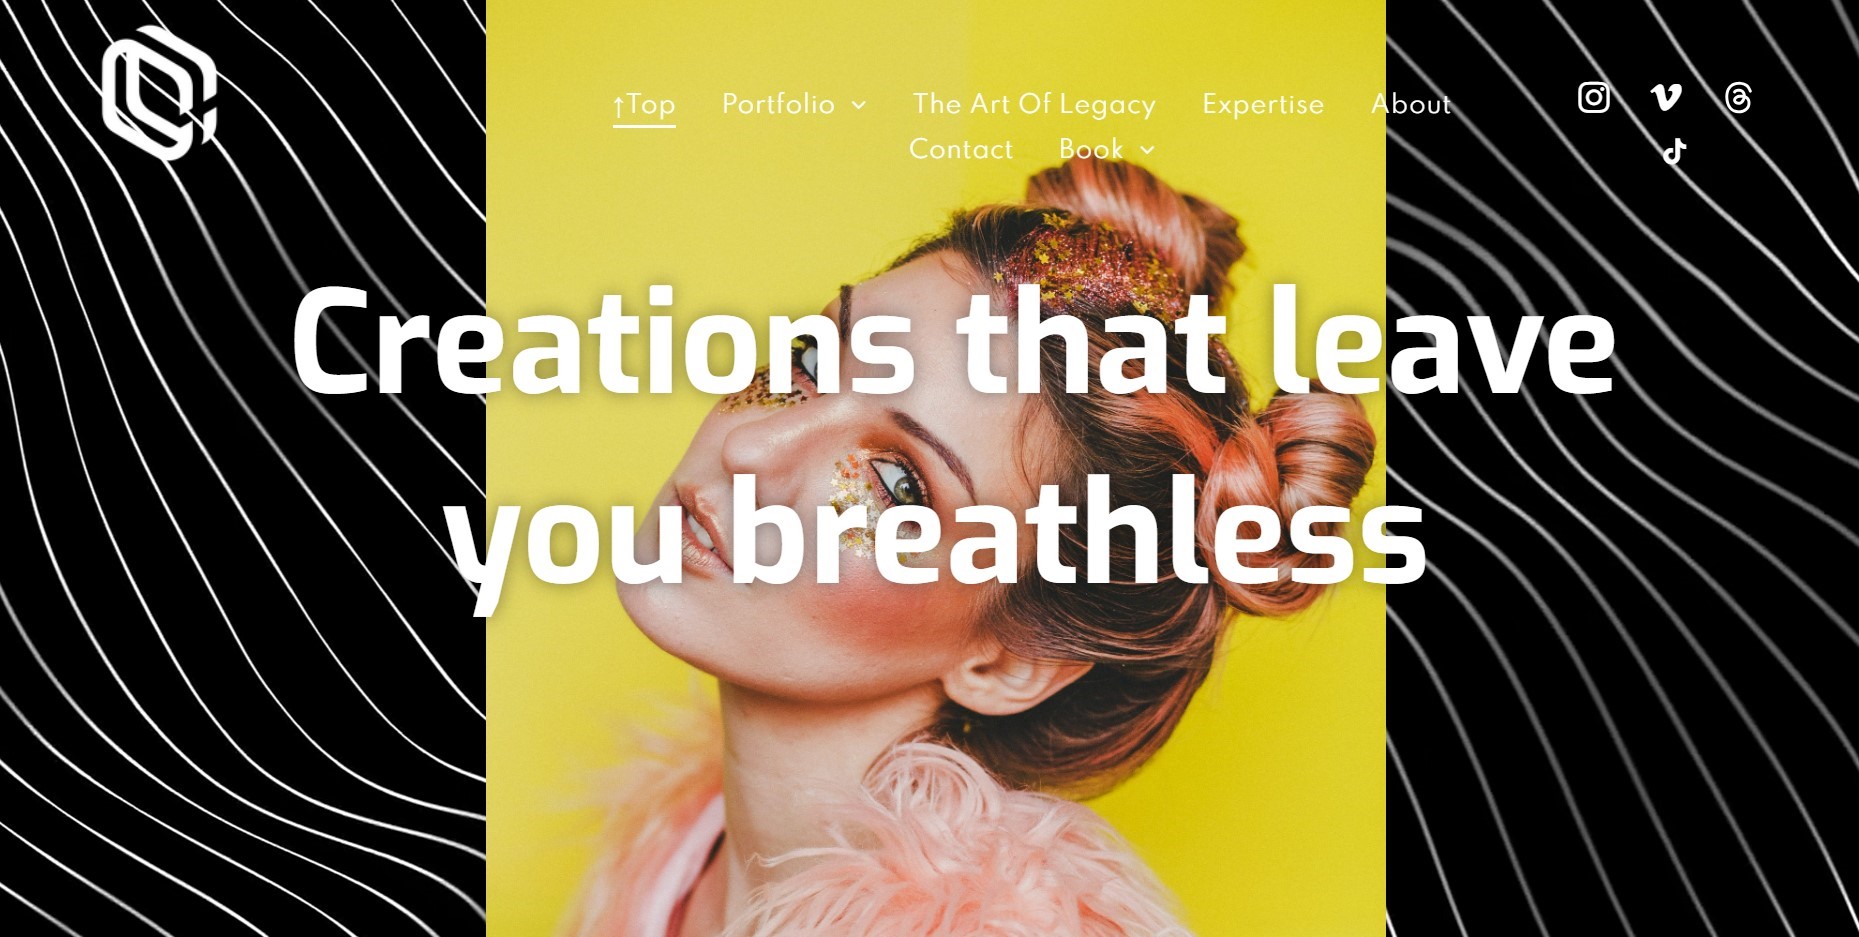 ↑Top Portfolio The Art Of Legacy Expertise About
Contact Book
Creations that leave
you breathless